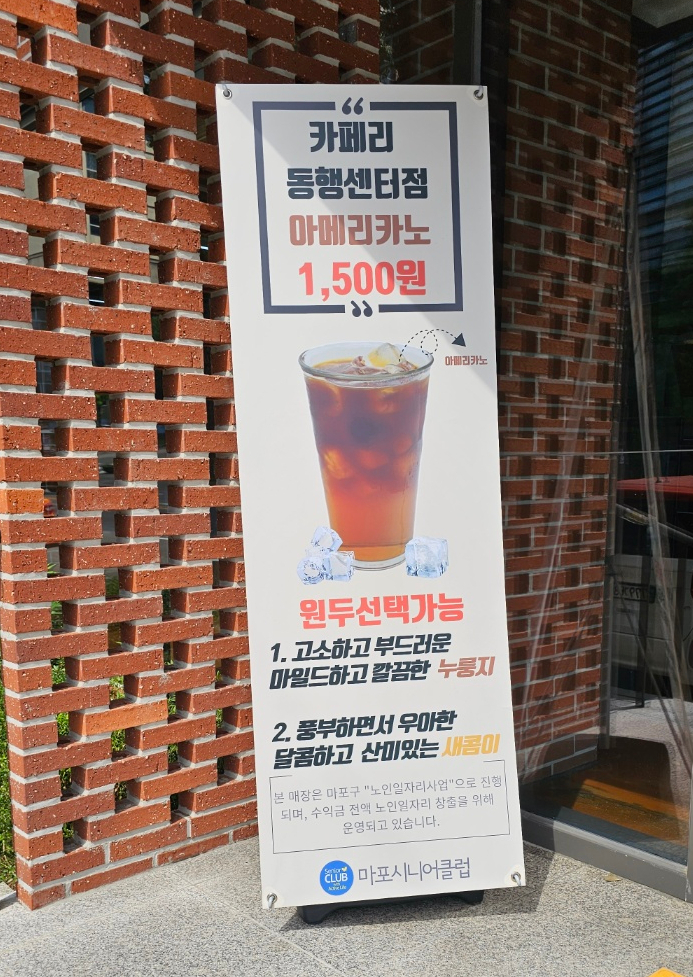 카페리
동행센터점
아메리카노
1,500원
아메리카노
원두선택가능
1. 고소하고 부드러운
마일드하고 깔끔한 누룽지
2. 풍부하면서 우아한
달콤하고 산미있는 새콤이
본 매장은 마포구 "노인일자리사업"으로 진행
되며, 수익금 전액 노인일자리 창출을 위해
운영되고 있습니다.
Senior
CLUB
Active Life
마포시니어클럽